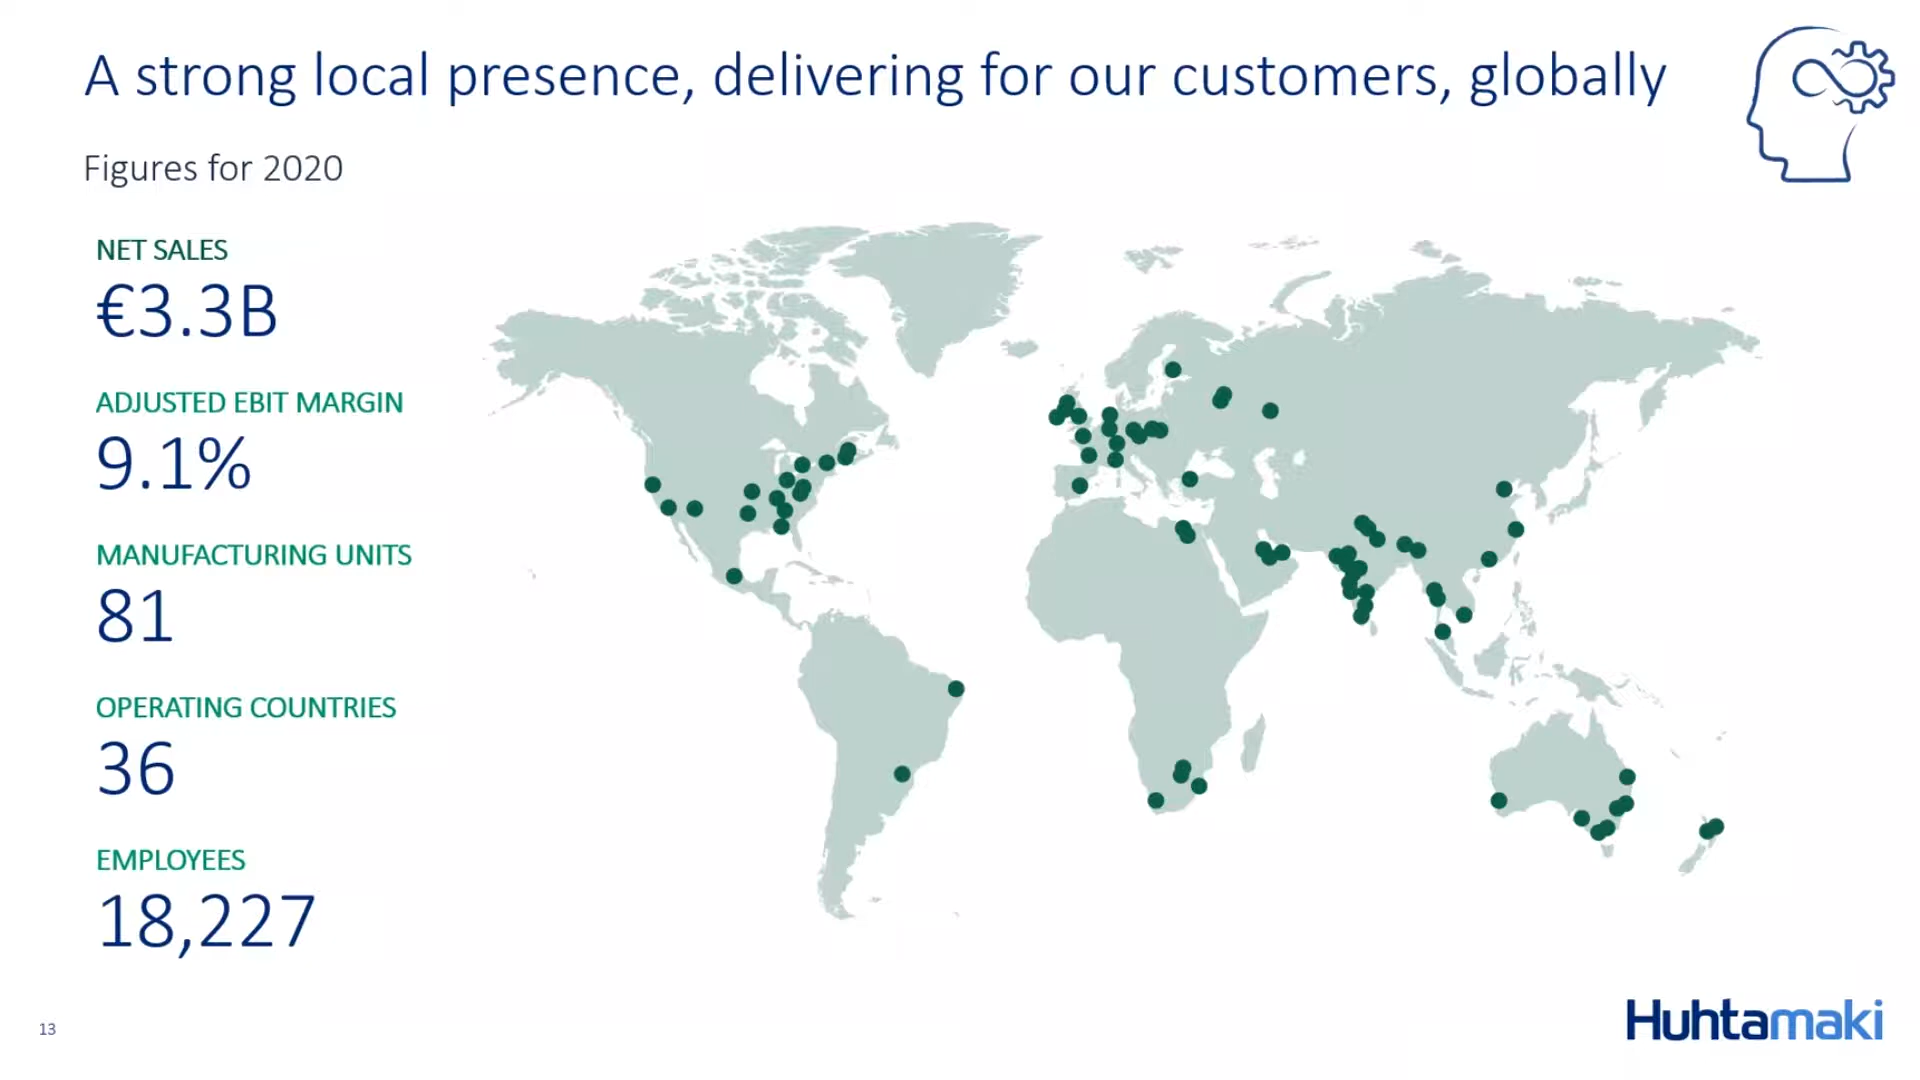 A strong local presence, delivering for our customers, globally
Figures for 2020
NET SALES
€3.3B
ADJUSTED EBIT MARGIN
9.1%
MANUFACTURING UNITS
81
OPERATING COUNTRIES
36
EMPLOYEES
18,227
13
Huhtamaki